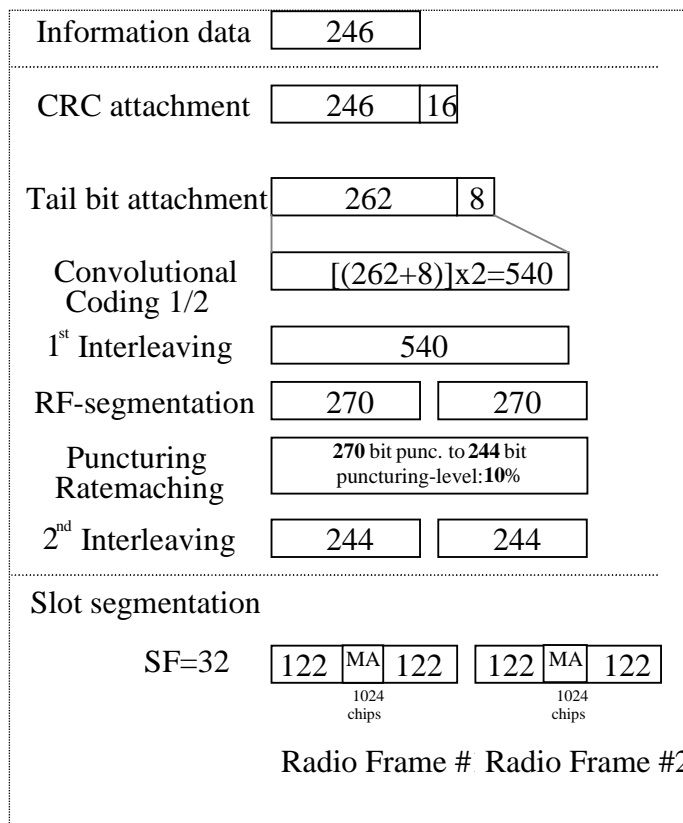 Information data 246
CRC attachment 246 16
Tail bit attachment 262 8
Convolutional
Coding 1/2
[(262+8)]x2=540
1st Interleaving 540
RF-segmentation 270 270
Puncturing
Ratemaching
270 bit punc. to 244 bit
puncturing-level:10%
2nd Interleaving 244 244
Slot segmentation
SF=32 122 MA 122 122 MA 122
1024
chips
1024
chips
Radio Frame # Radio Frame #2